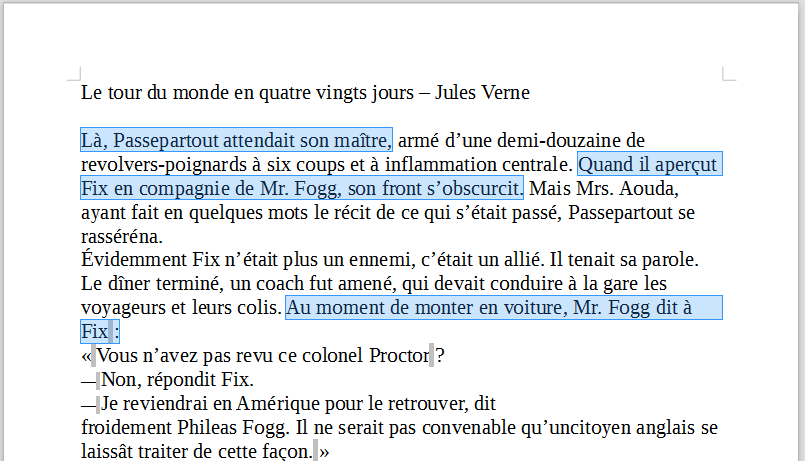 Le tour du monde en quatre vingts jours – Jules Verne
Là, Passepartout attendait son maître, armé d’une demi-douzaine de
revolvers-poignards à six coups et à inflammation centrale. Quand il aperçut
Fix en compagnie de Mr. Fogg, son front s’obscurcit. Mais Mrs. Aouda,
ayant fait en quelques mots le récit de ce qui s’était passé, Passepartout se
rasséréna.
Évidemment Fix n’était plus un ennemi, c’était un allié. Il tenait sa parole.
Le dîner terminé, un coach fut amené, qui devait conduire à la gare les
voyageurs et leurs colis. Au moment de monter en voiture, Mr. Fogg dit à
Fix :
« Vous n’avez pas revu ce colonel Proctor ?
— Non, répondit Fix.
— Je reviendrai en Amérique pour le retrouver, dit
froidement Phileas Fogg. Il ne serait pas convenable qu’uncitoyen anglais se
laissât traiter de cette façon. »